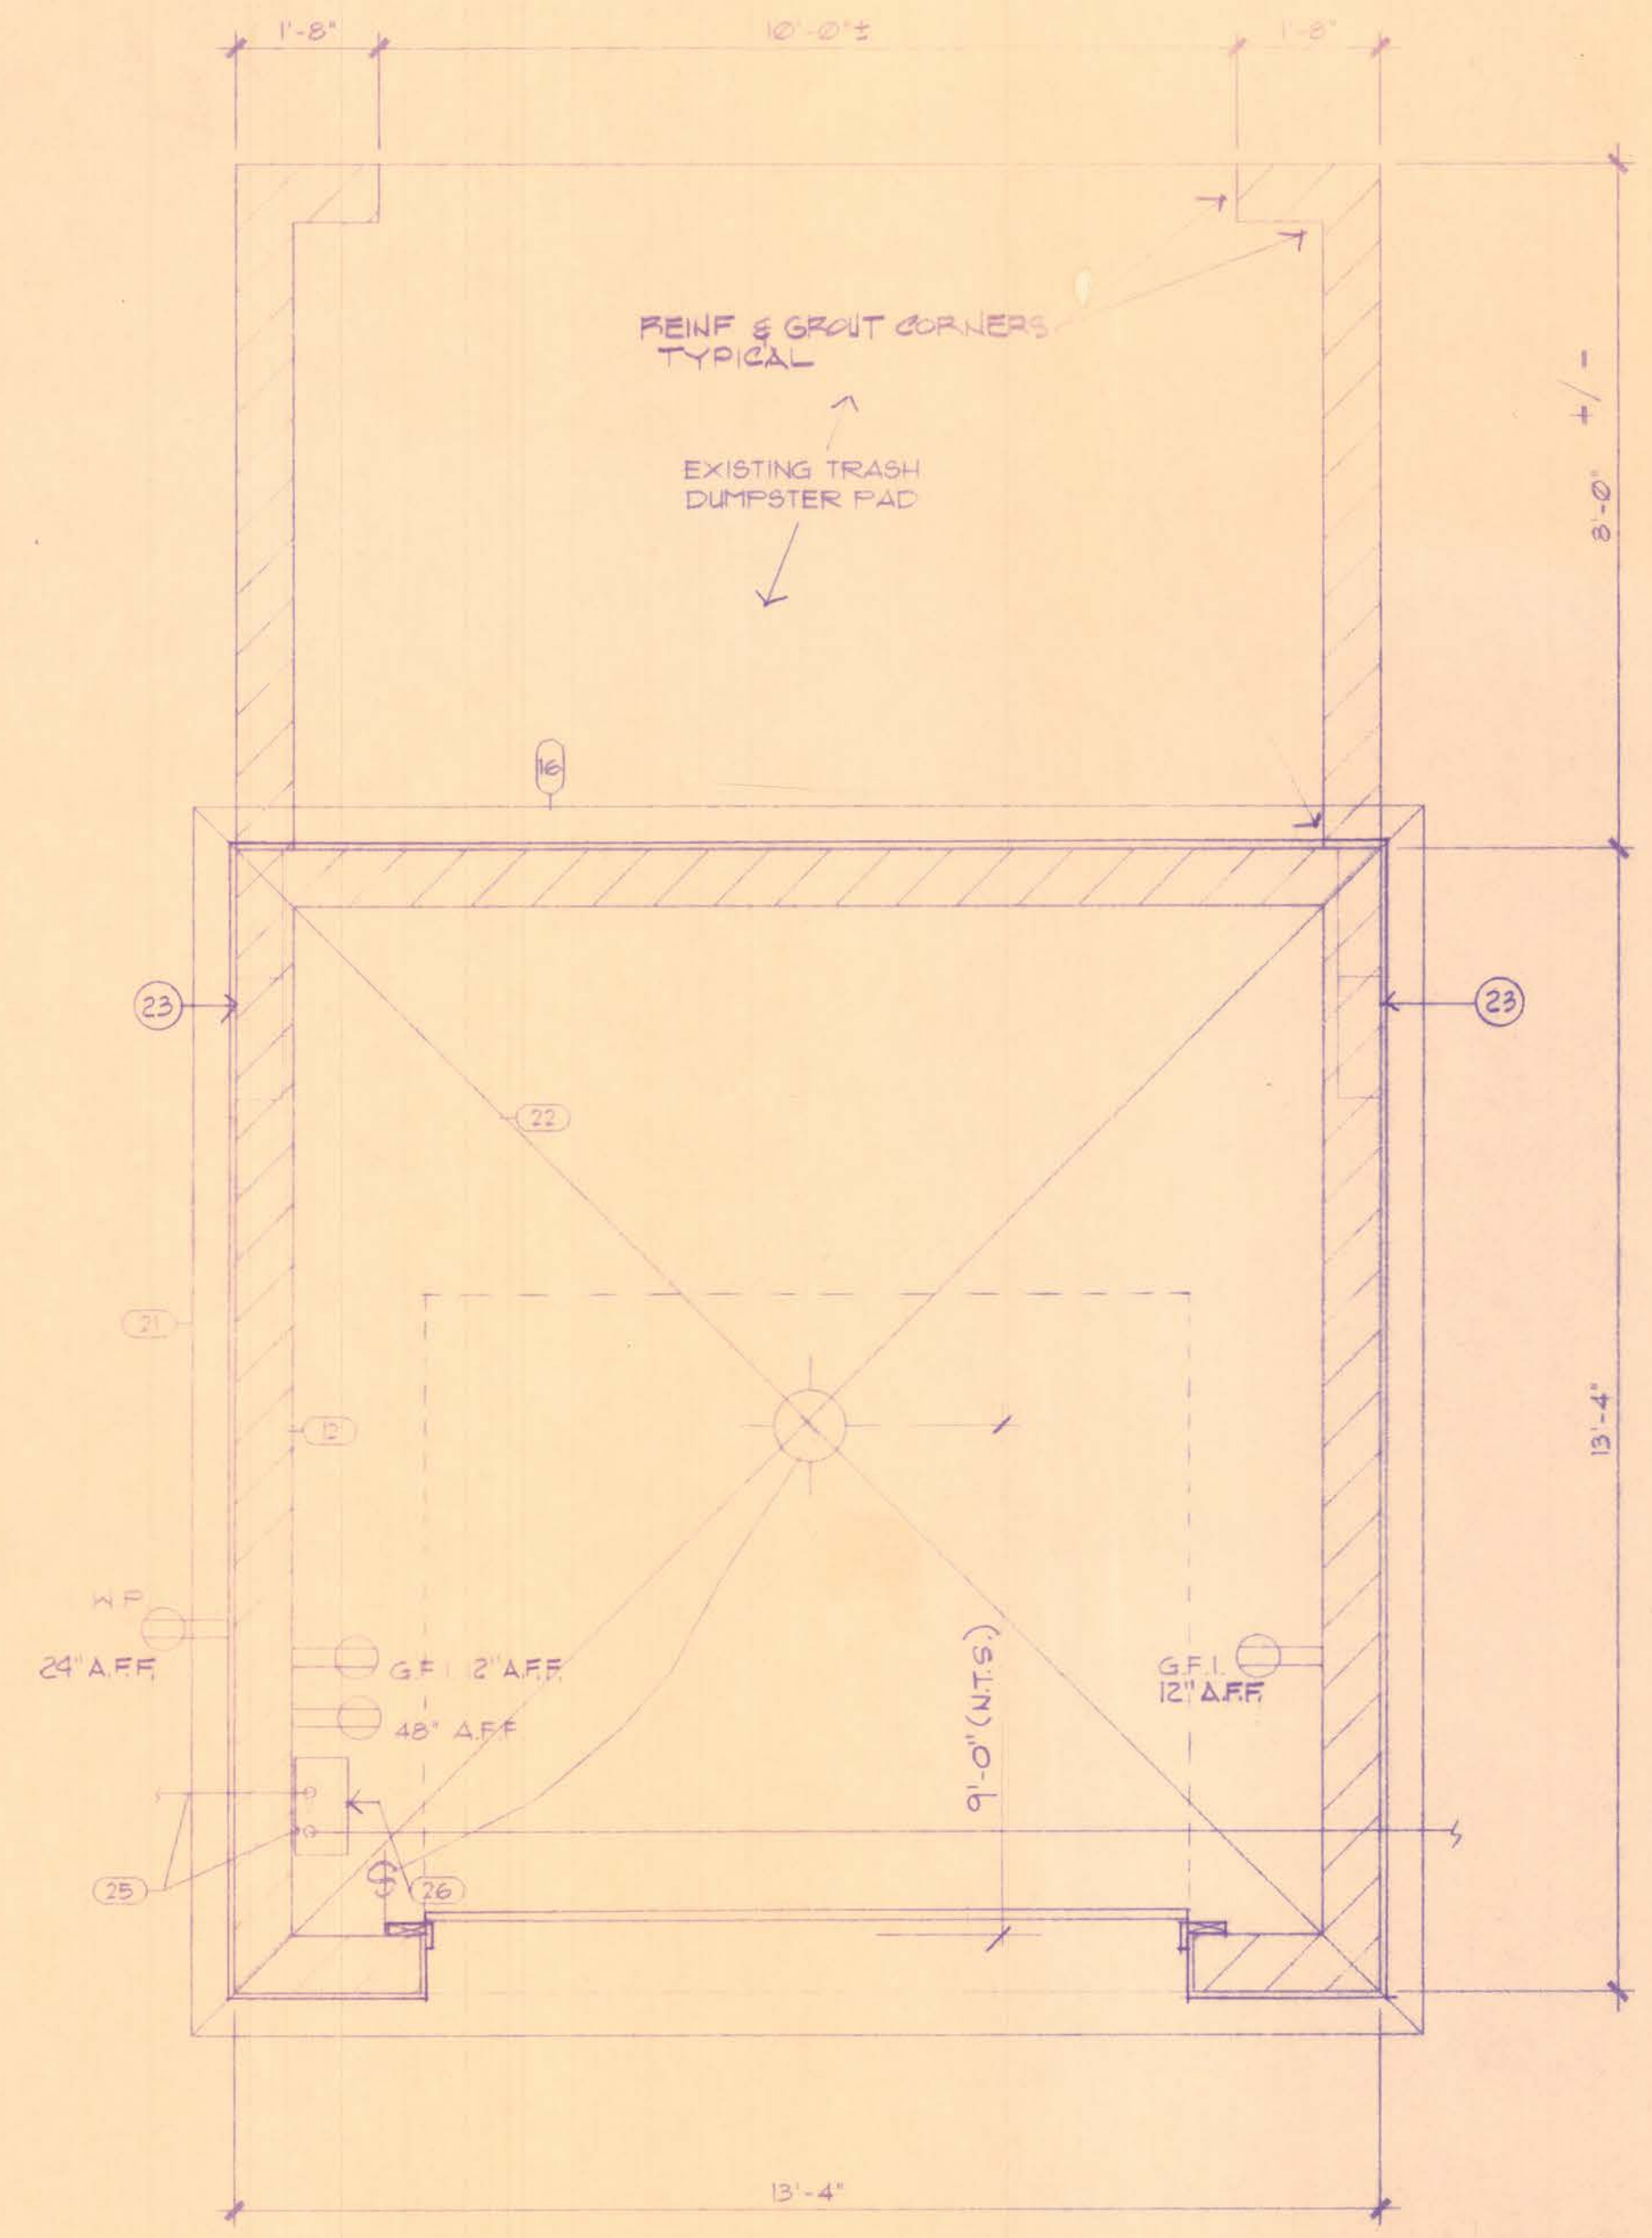 1'-8"
10'-0"±
1'-8"
REINF & GROUT CORNERS
TYPICAL
EXISTING TRASH
DUMPSTER PAD
8'-0" +/-
16
23
23
22
21
12
13'-4"
W.P.
24" A.F.F.
G.F.I. 12" A.F.F.
48" A.F.F.
G.F.I.
12" A.F.F.
9'-0" (N.T.S.)
25
26
13'-4"